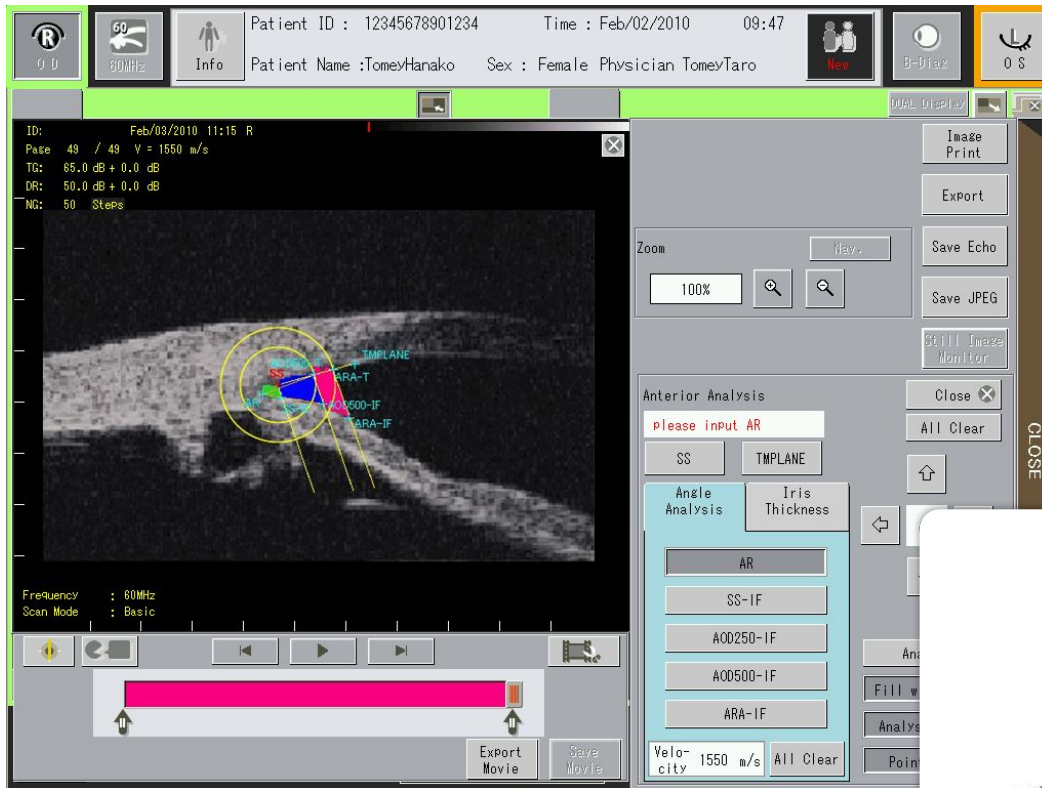 R
OD
60
60MHz
Info
Patient ID : 12345678901234 Time : Feb/02/2010 09:47
Patient Name :TomeyHanako Sex : Female Physician TomeyTaro
New
B-Diag
L
OS
DUAL Display
ID: Feb/03/2010 11:15 R
Page 49 / 49 V = 1550 m/s
TG: 65.0 dB + 0.0 dB
DR: 50.0 dB + 0.0 dB
NG: 50 Steps
TMPLANE
SS
ARA-T
AR
AOD500-IF
ARA-IF
Frequency : 60MHz
Scan Mode : Basic
Export
Movie
Save
Movie
Image
Print
Export
Zoom
Nav.
Save Echo
100%
Save JPEG
Still Image
Monitor
Anterior Analysis
Close
please input AR
All Clear
SS
TMPLANE
CLOSE
Angle
Analysis
Iris
Thickness
AR
SS-IF
AOD250-IF
AOD500-IF
ARA-IF
Fill
Velo-
city 1550 m/s All Clear